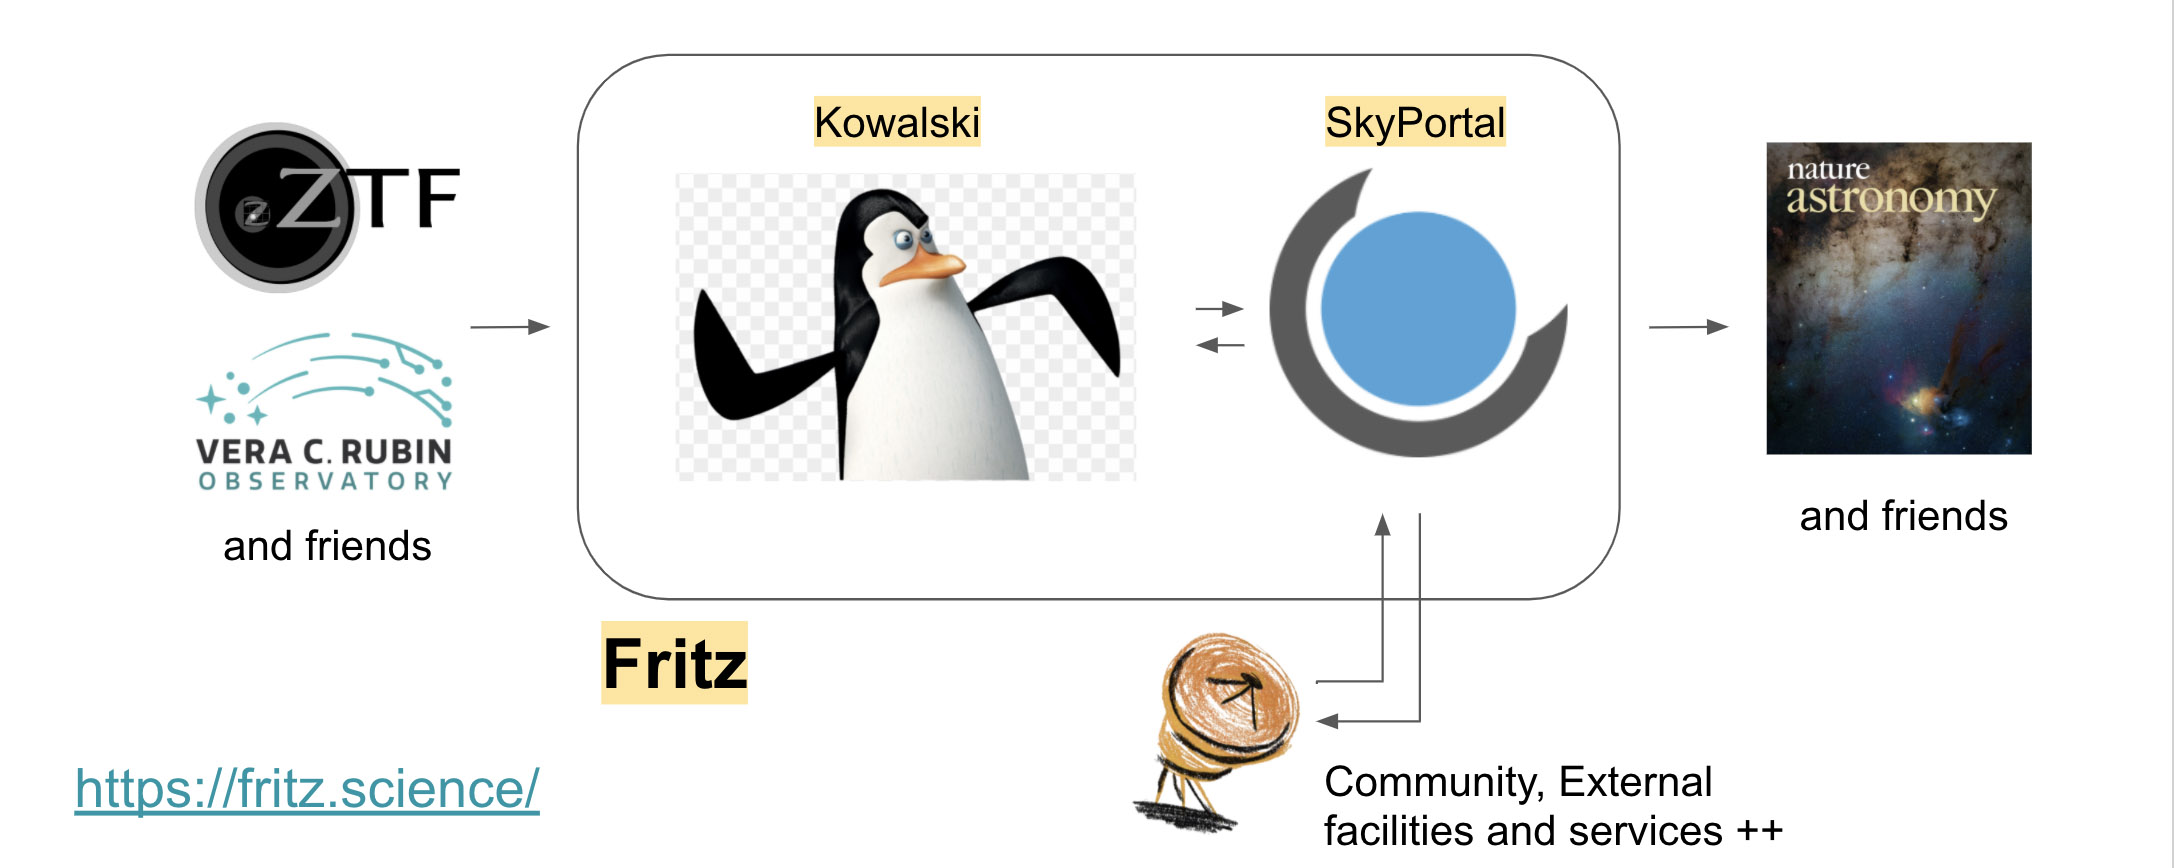 Kowalski
SkyPortal
ZTF
Z
VERA C. RUBIN
OBSERVATORY
and friends
nature
astronomy
and friends
Fritz
https://fritz.science/
Community, External
facilities and services ++